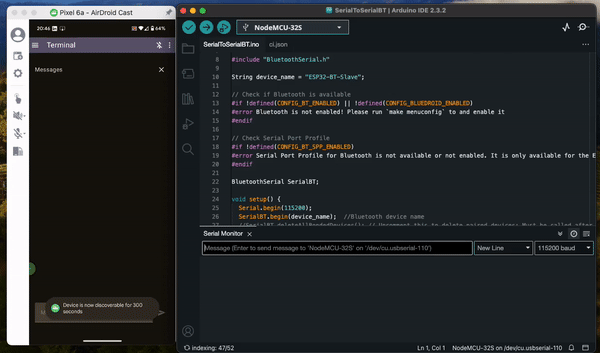 Pixel 6a - AirDroid Cast
20:46
64%
Terminal
Messages
Device is now discoverable for 300
seconds
SerialToSerialBT | Arduino IDE 2.3.2
NodeMCU-32S
SerialToSerialBT.ino
ci.json
8 #include "BluetoothSerial.h"
9
10 String device_name = "ESP32-BT-Slave";
11
12 // Check if Bluetooth is available
13 #if !defined(CONFIG_BT_ENABLED) || !defined(CONFIG_BLUEDROID_ENABLED)
14 #error Bluetooth is not enabled! Please run `make menuconfig` to and enable it
15 #endif
16
17 // Check Serial Port Profile
18 #if !defined(CONFIG_BT_SPP_ENABLED)
19 #error Serial Port Profile for Bluetooth is not available or not enabled. It is only available for the E
20 #endif
21
22 BluetoothSerial SerialBT;
23
24 void setup() {
25 Serial.begin(115200);
26 SerialBT.begin(device_name); //Bluetooth device name
Serial Monitor
Message (Enter to send message to 'NodeMCU-32S' on '/dev/cu.usbserial-110')
New Line
115200 baud
indexing: 47/52
Ln 1, Col 1
NodeMCU-32S on /dev/cu.usbserial-110